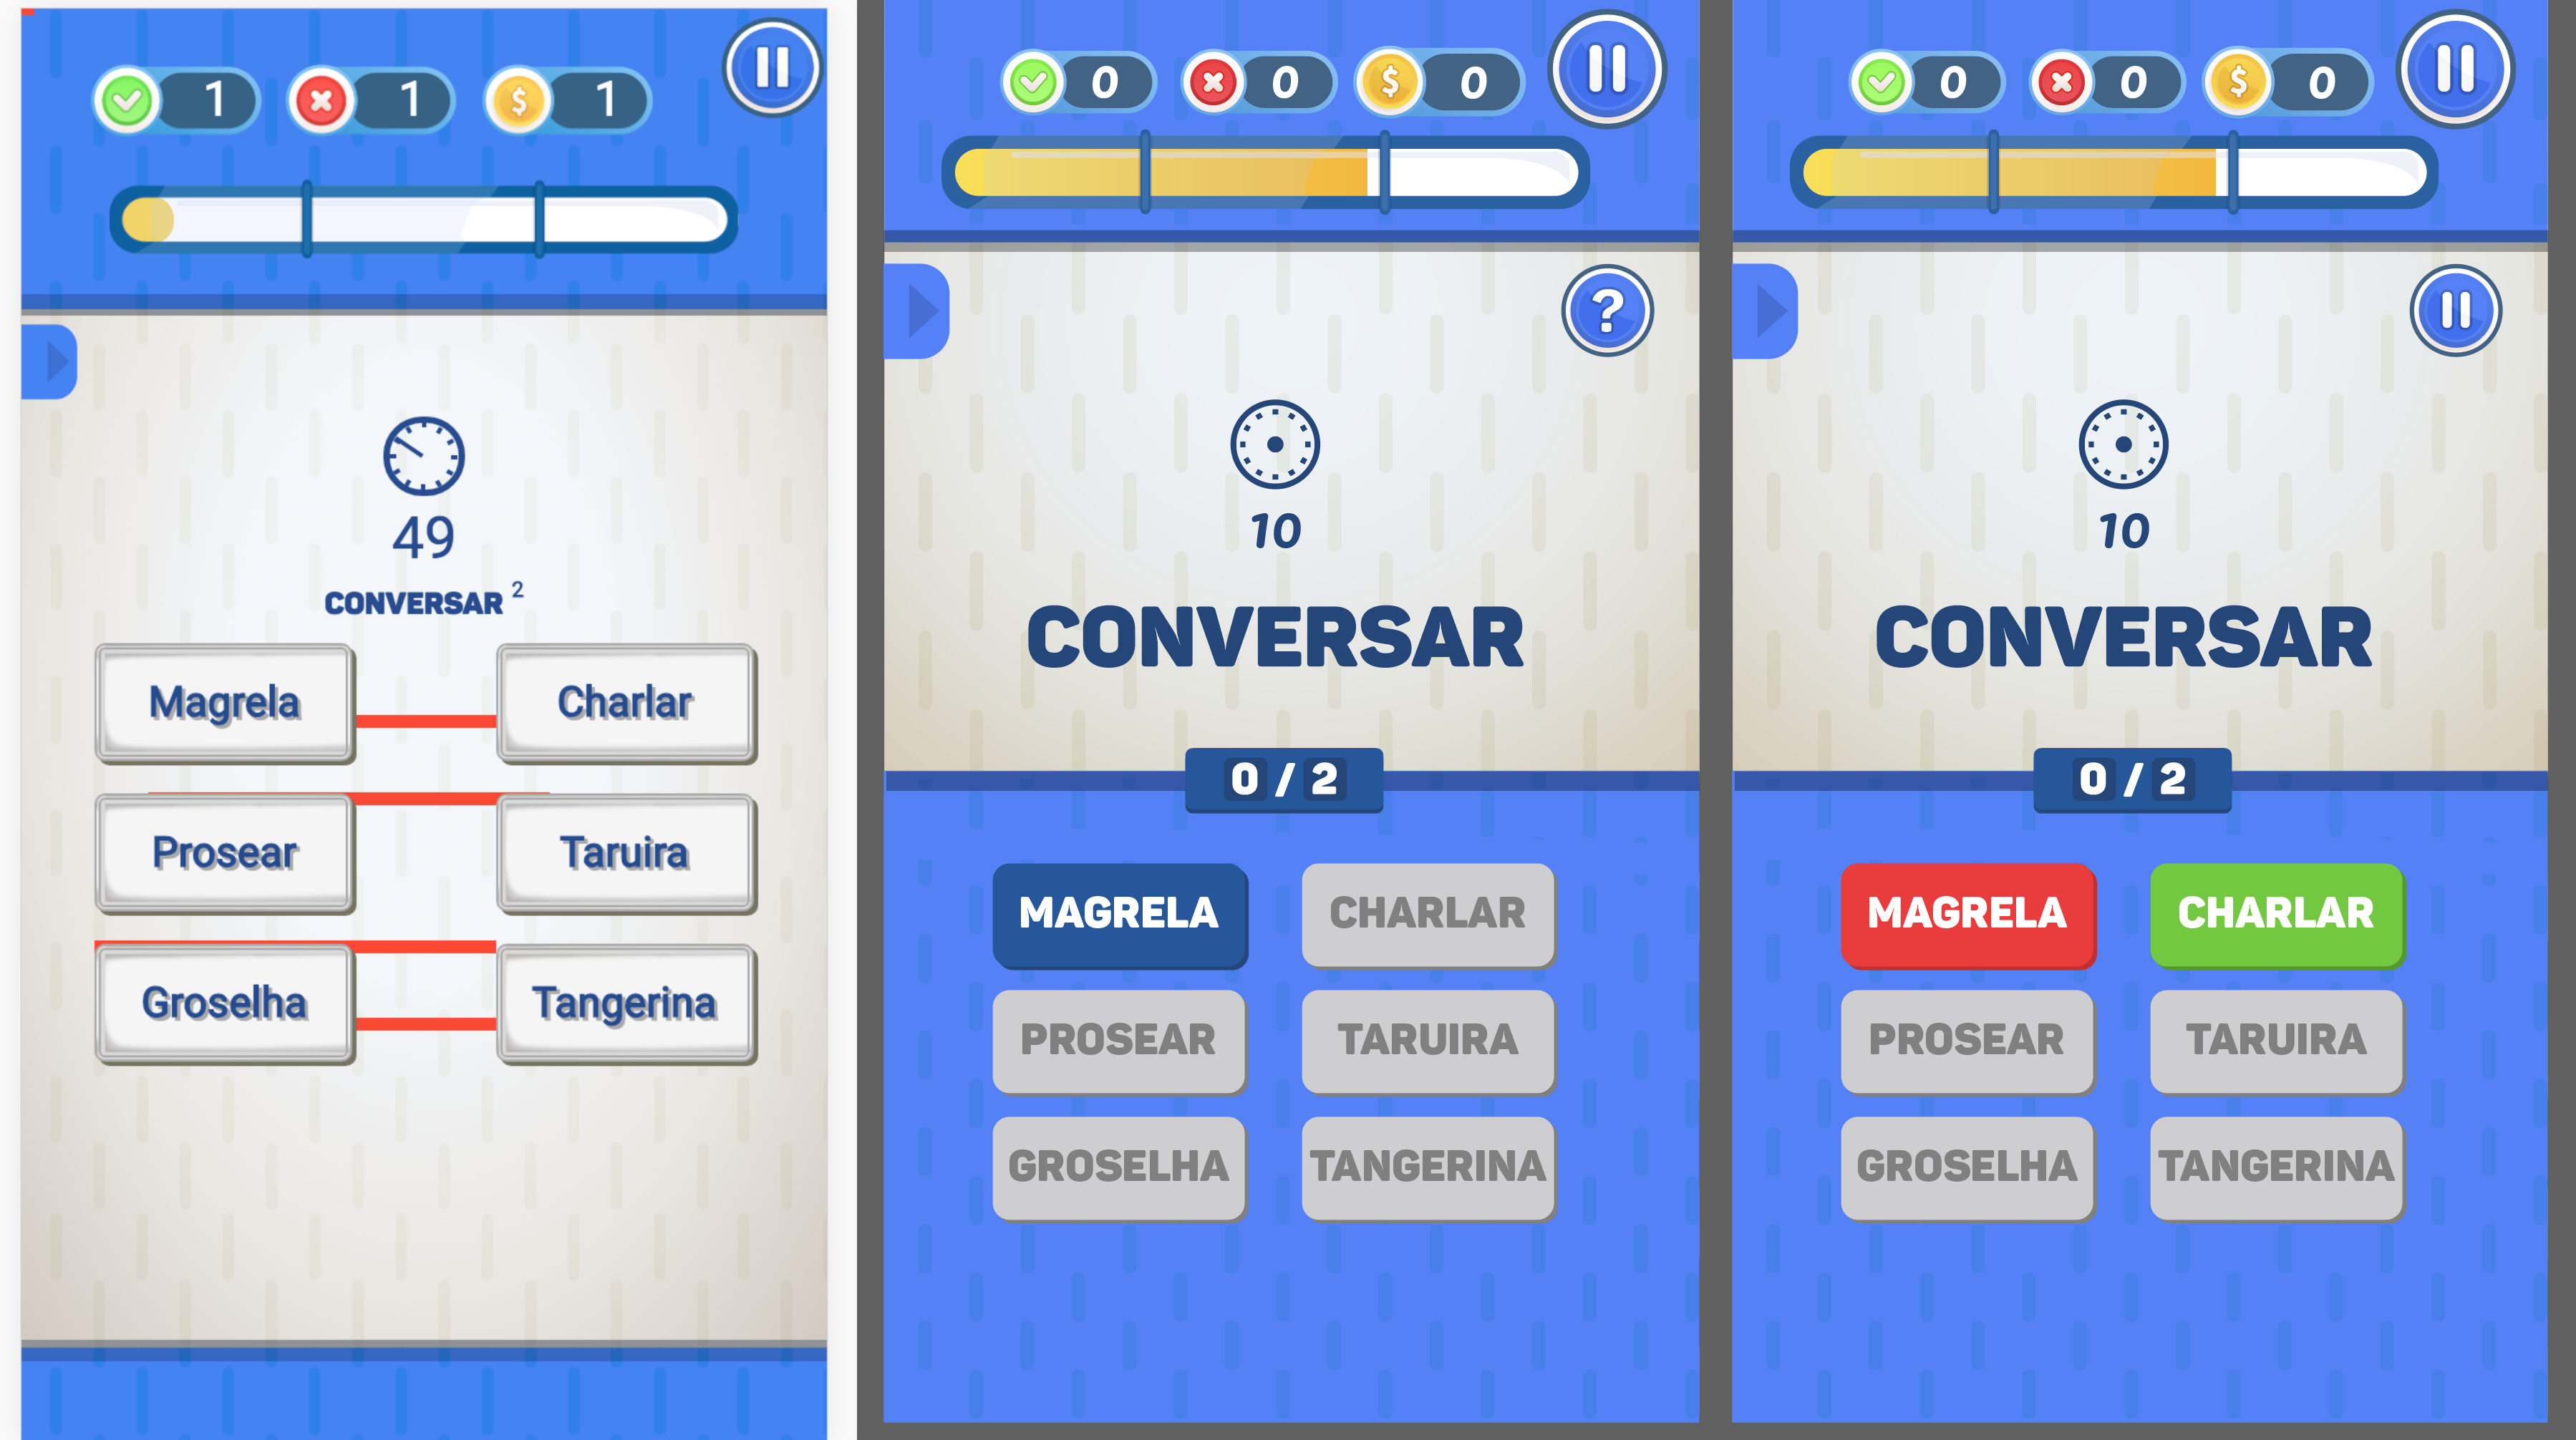 1 1 $ 1
49
CONVERSAR 2
Magrela Charlar
Prosear Taruira
Groselha Tangerina
0 0 $ 0
?
10
CONVERSAR
0 / 2
MAGRELA CHARLAR
PROSEAR TARUIRA
GROSELHA TANGERINA
0 0 $ 0
10
CONVERSAR
0 / 2
MAGRELA CHARLAR
PROSEAR TARUIRA
GROSELHA TANGERINA